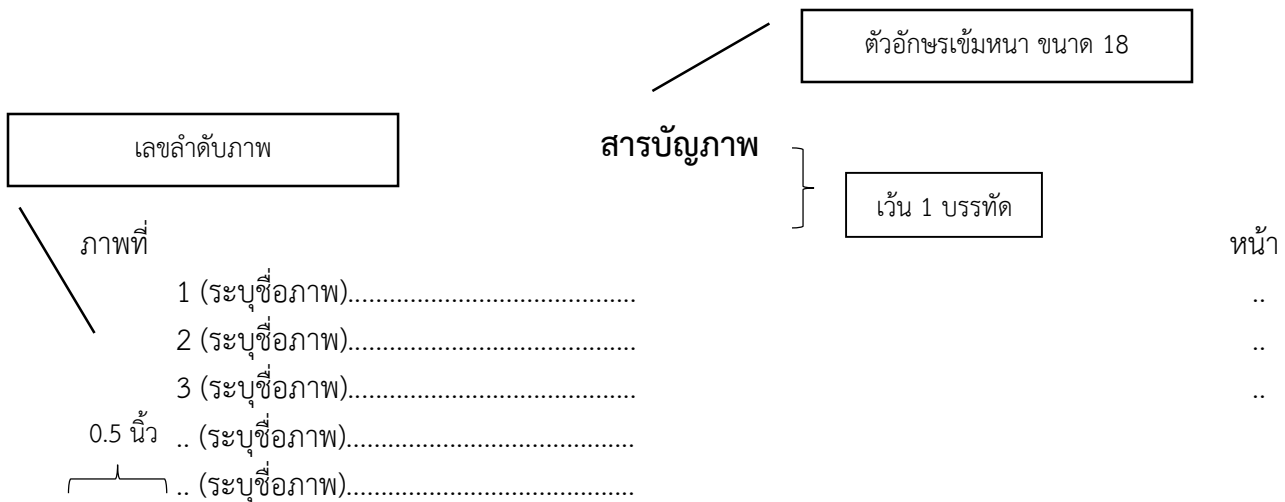 ตัวอักษรเข้มหนา ขนาด 18
เลขลำดับภาพ
สารบัญภาพ
เว้น 1 บรรทัด
ภาพที่ หน้า
1 (ระบุชื่อภาพ).......................................... ..
2 (ระบุชื่อภาพ).......................................... ..
3 (ระบุชื่อภาพ).......................................... ..
0.5 นิ้ว .. (ระบุชื่อภาพ)..........................................
.. (ระบุชื่อภาพ)..........................................